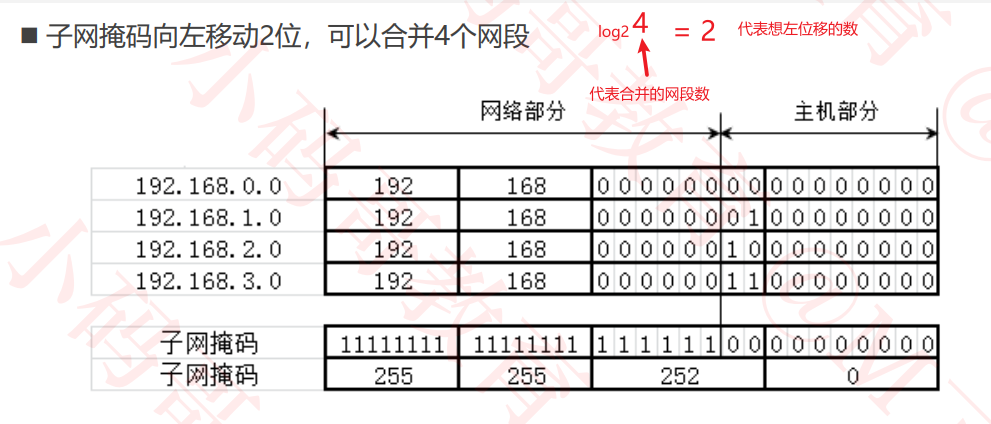 ■ 子网掩码向左移动2位，可以合并4个网段
log2 4 = 2 代表想左位移的数
代表合并的网段数
网络部分 主机部分
192.168.0.0 192 168 0 0 0 0 0 0 0 0 0 0 0 0 0 0 0 0
192.168.1.0 192 168 0 0 0 0 0 0 0 1 0 0 0 0 0 0 0 0
192.168.2.0 192 168 0 0 0 0 0 0 1 0 0 0 0 0 0 0 0 0
192.168.3.0 192 168 0 0 0 0 0 0 1 1 0 0 0 0 0 0 0 0
子网掩码 11111111 11111111 1 1 1 1 1 1 0 0 0 0 0 0 0 0 0 0
子网掩码 255 255 252 0
小码哥教育 @M